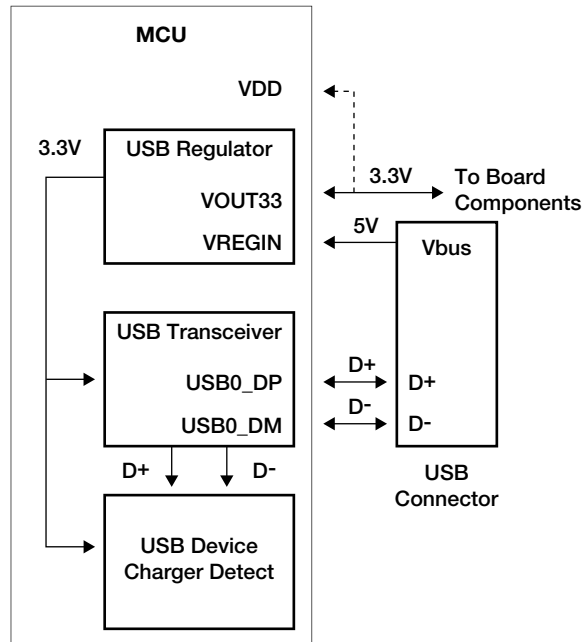 MCU
VDD
3.3V
USB Regulator
VOUT33
VREGIN
3.3V
To Board
Components
5V
Vbus
USB Transceiver
USB0_DP
USB0_DM
D+
D-
D+
D-
USB
Connector
D+
D-
USB Device
Charger Detect